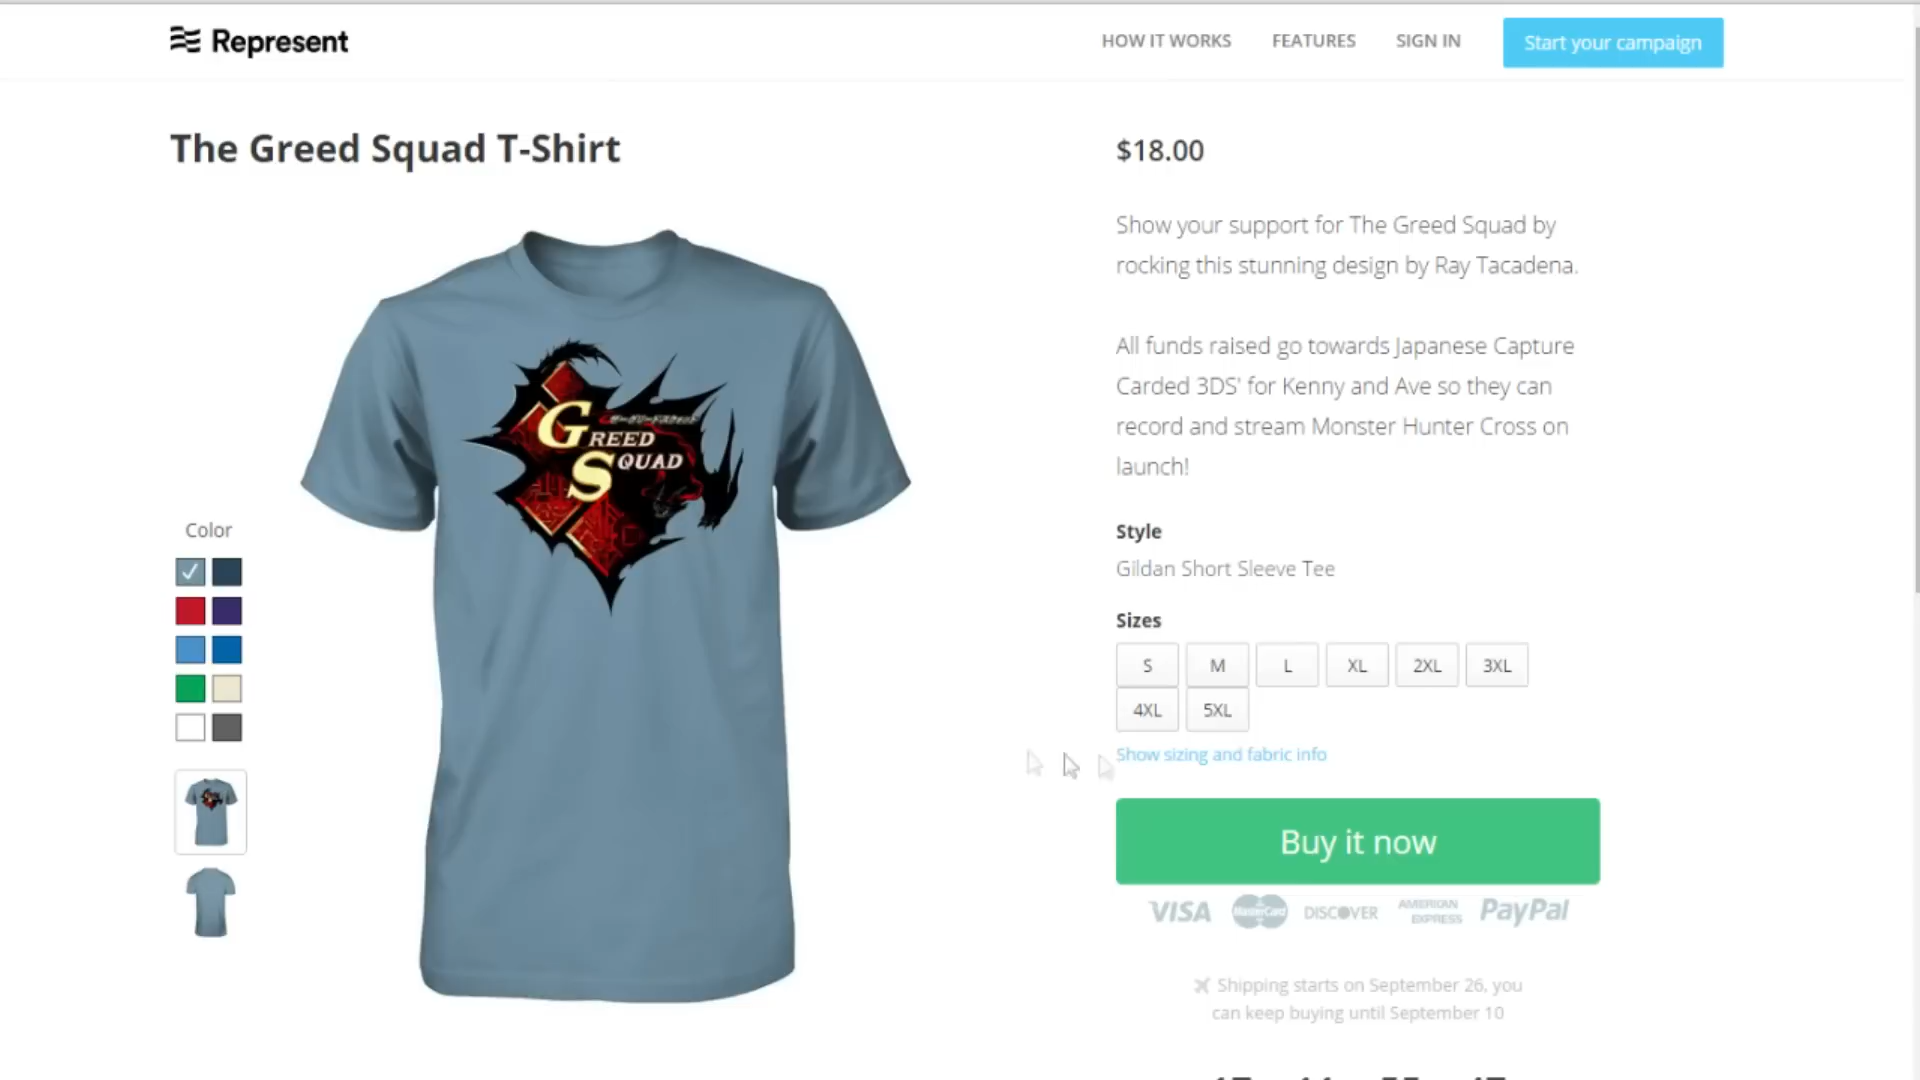 Represent
HOW IT WORKS
FEATURES
SIGN IN
Start your campaign
The Greed Squad T-Shirt
$18.00
Show your support for The Greed Squad by
rocking this stunning design by Ray Tacadena.
All funds raised go towards Japanese Capture
Carded 3DS' for Kenny and Ave so they can
record and stream Monster Hunter Cross on
launch!
GREED
SQUAD
Style
Gildan Short Sleeve Tee
Color
Sizes
S M L XL 2XL 3XL
4XL 5XL
Show sizing and fabric info
Buy it now
VISA MasterCard DISCOVER AMERICAN EXPRESS PayPal
Shipping starts on September 26, you
can keep buying until September 10